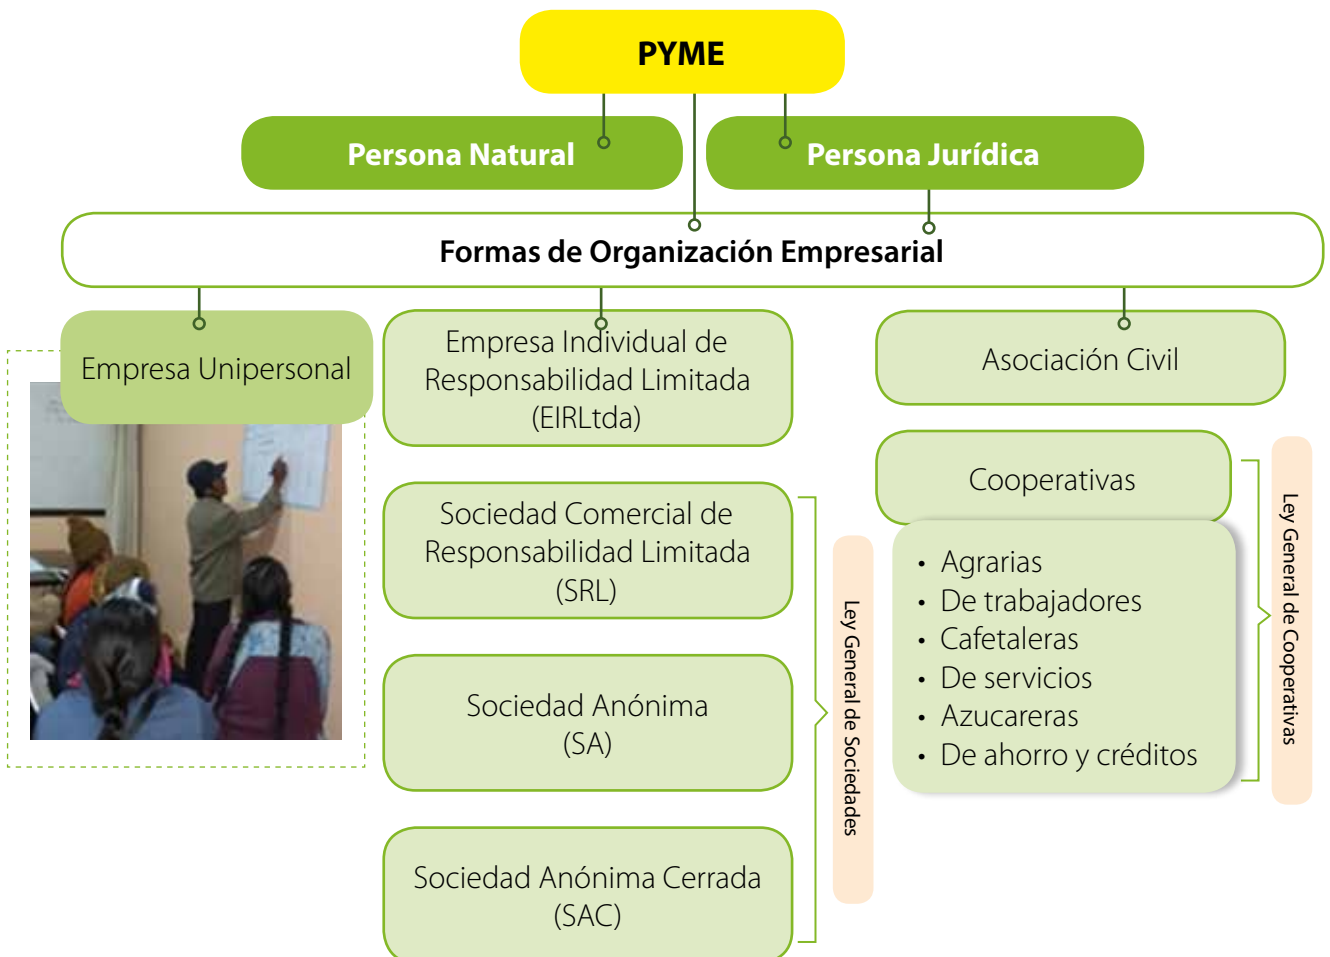 PYME
Persona Natural
Persona Jurídica
Formas de Organización Empresarial
Empresa Unipersonal
Empresa Individual de
Responsabilidad Limitada
(EIRLtda)
Sociedad Comercial de
Responsabilidad Limitada
(SRL)
Sociedad Anónima
(SA)
Sociedad Anónima Cerrada
(SAC)
Ley General de Sociedades
Asociación Civil
Cooperativas
• Agrarias
• De trabajadores
• Cafetaleras
• De servicios
• Azucareras
• De ahorro y créditos
Ley General de Cooperativas